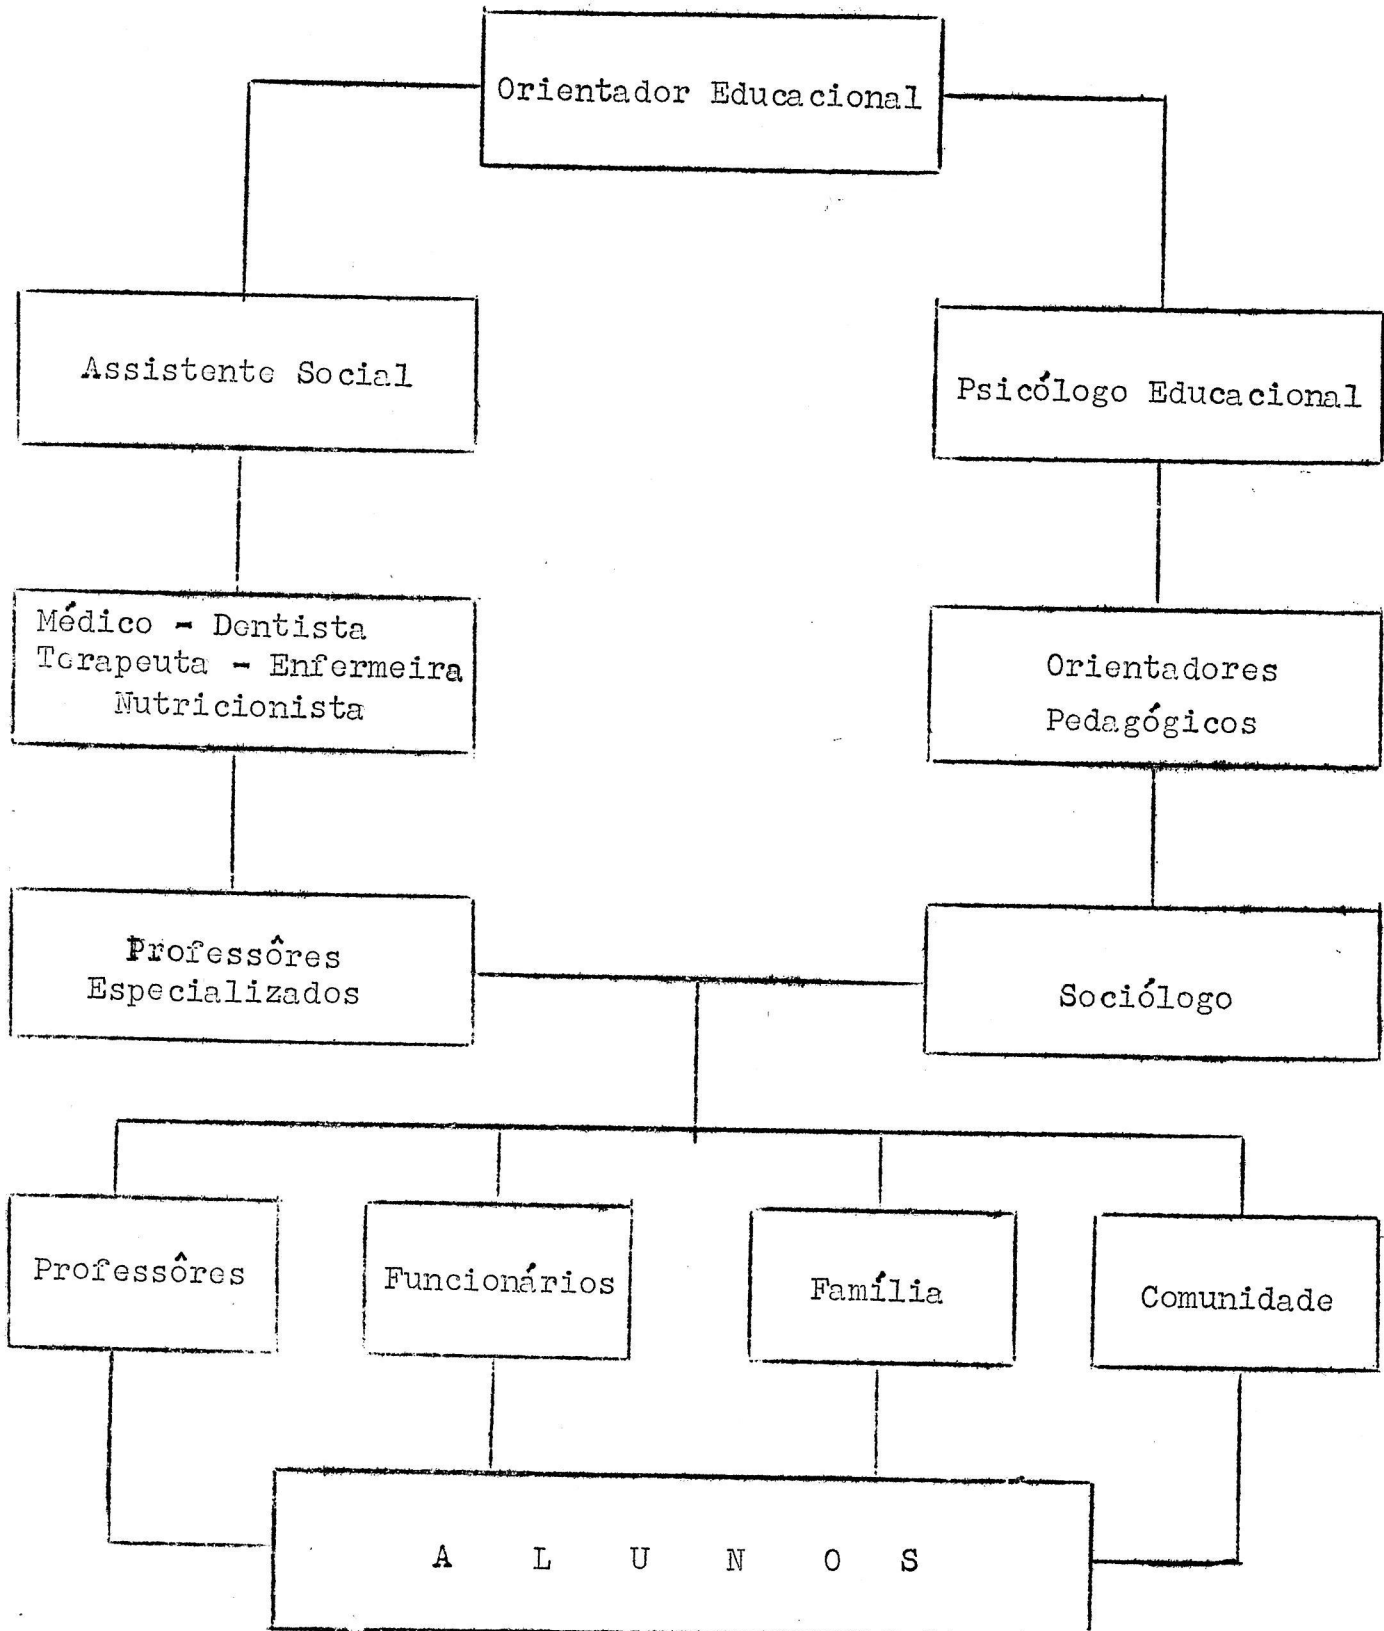 Orientador Educacional
Assistente Social
Psicólogo Educacional
Médico - Dentista
Terapeuta - Enfermeira
Nutricionista
Orientadores
Pedagógicos
Professôres
Especializados
Sociólogo
Professôres
Funcionários
Família
Comunidade
A L U N O S